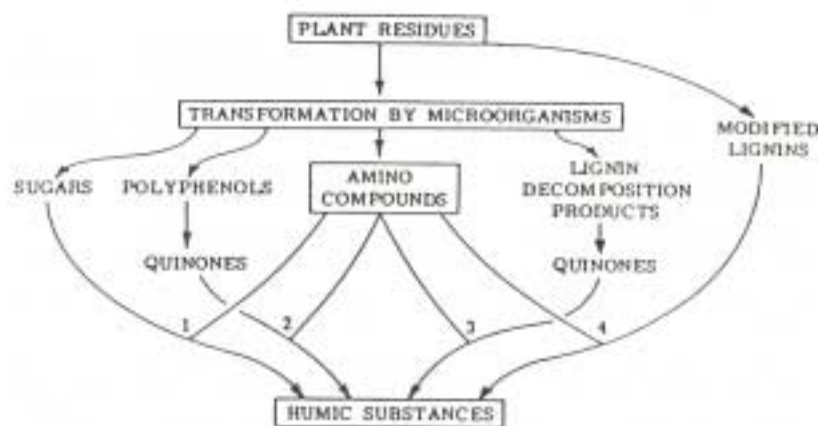 PLANT RESIDUES
TRANSFORMATION BY MICROORGANISMS
MODIFIED
LIGNINS
SUGARS
POLYPHENOLS
AMINO
COMPOUNDS
LIGNIN
DECOMPOSITION
PRODUCTS
QUINONES
QUINONES
1
2
3
4
HUMIC SUBSTANCES